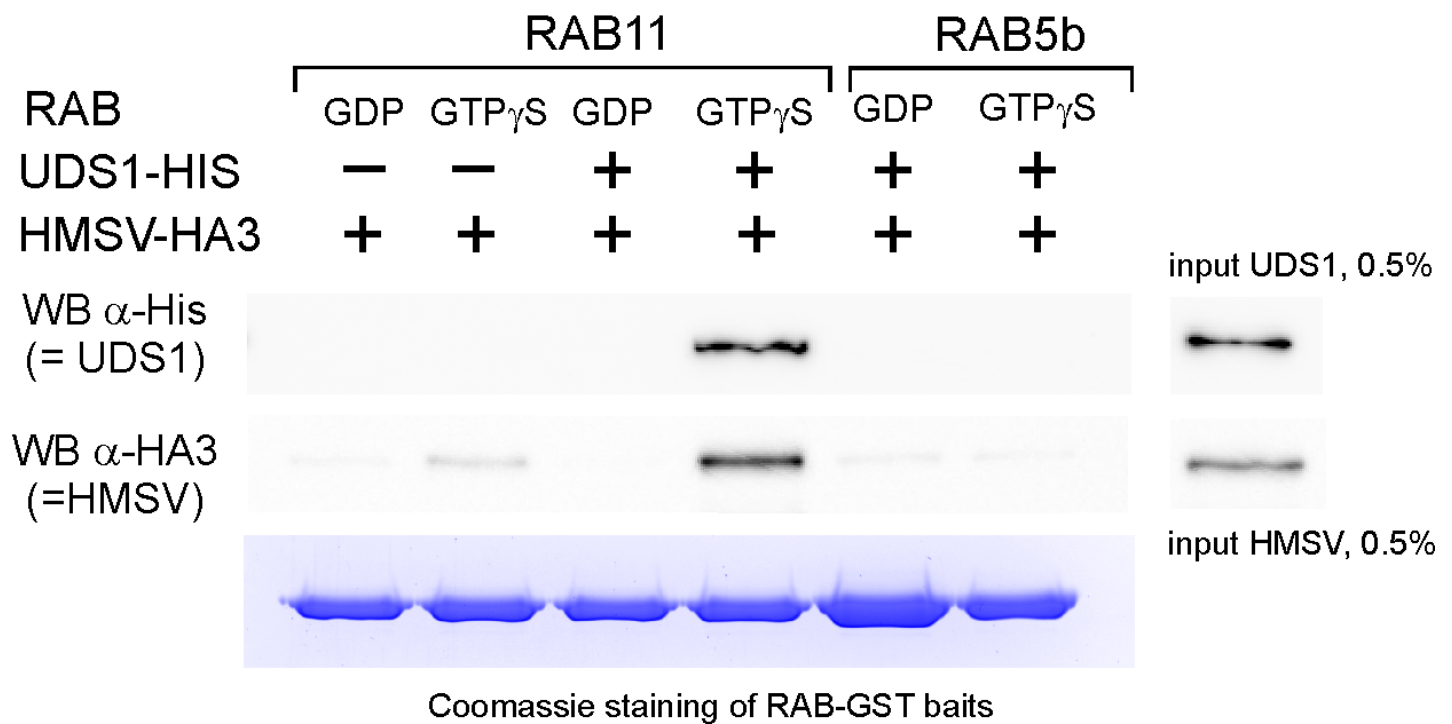 RAB11 RAB5b
RAB GDP GTPγS GDP GTPγS GDP GTPγS
UDS1-HIS − − + + + +
HMSV-HA3 + + + + + +
input UDS1, 0.5%
WB α-His
(= UDS1)
WB α-HA3
(=HMSV)
input HMSV, 0.5%
Coomassie staining of RAB-GST baits